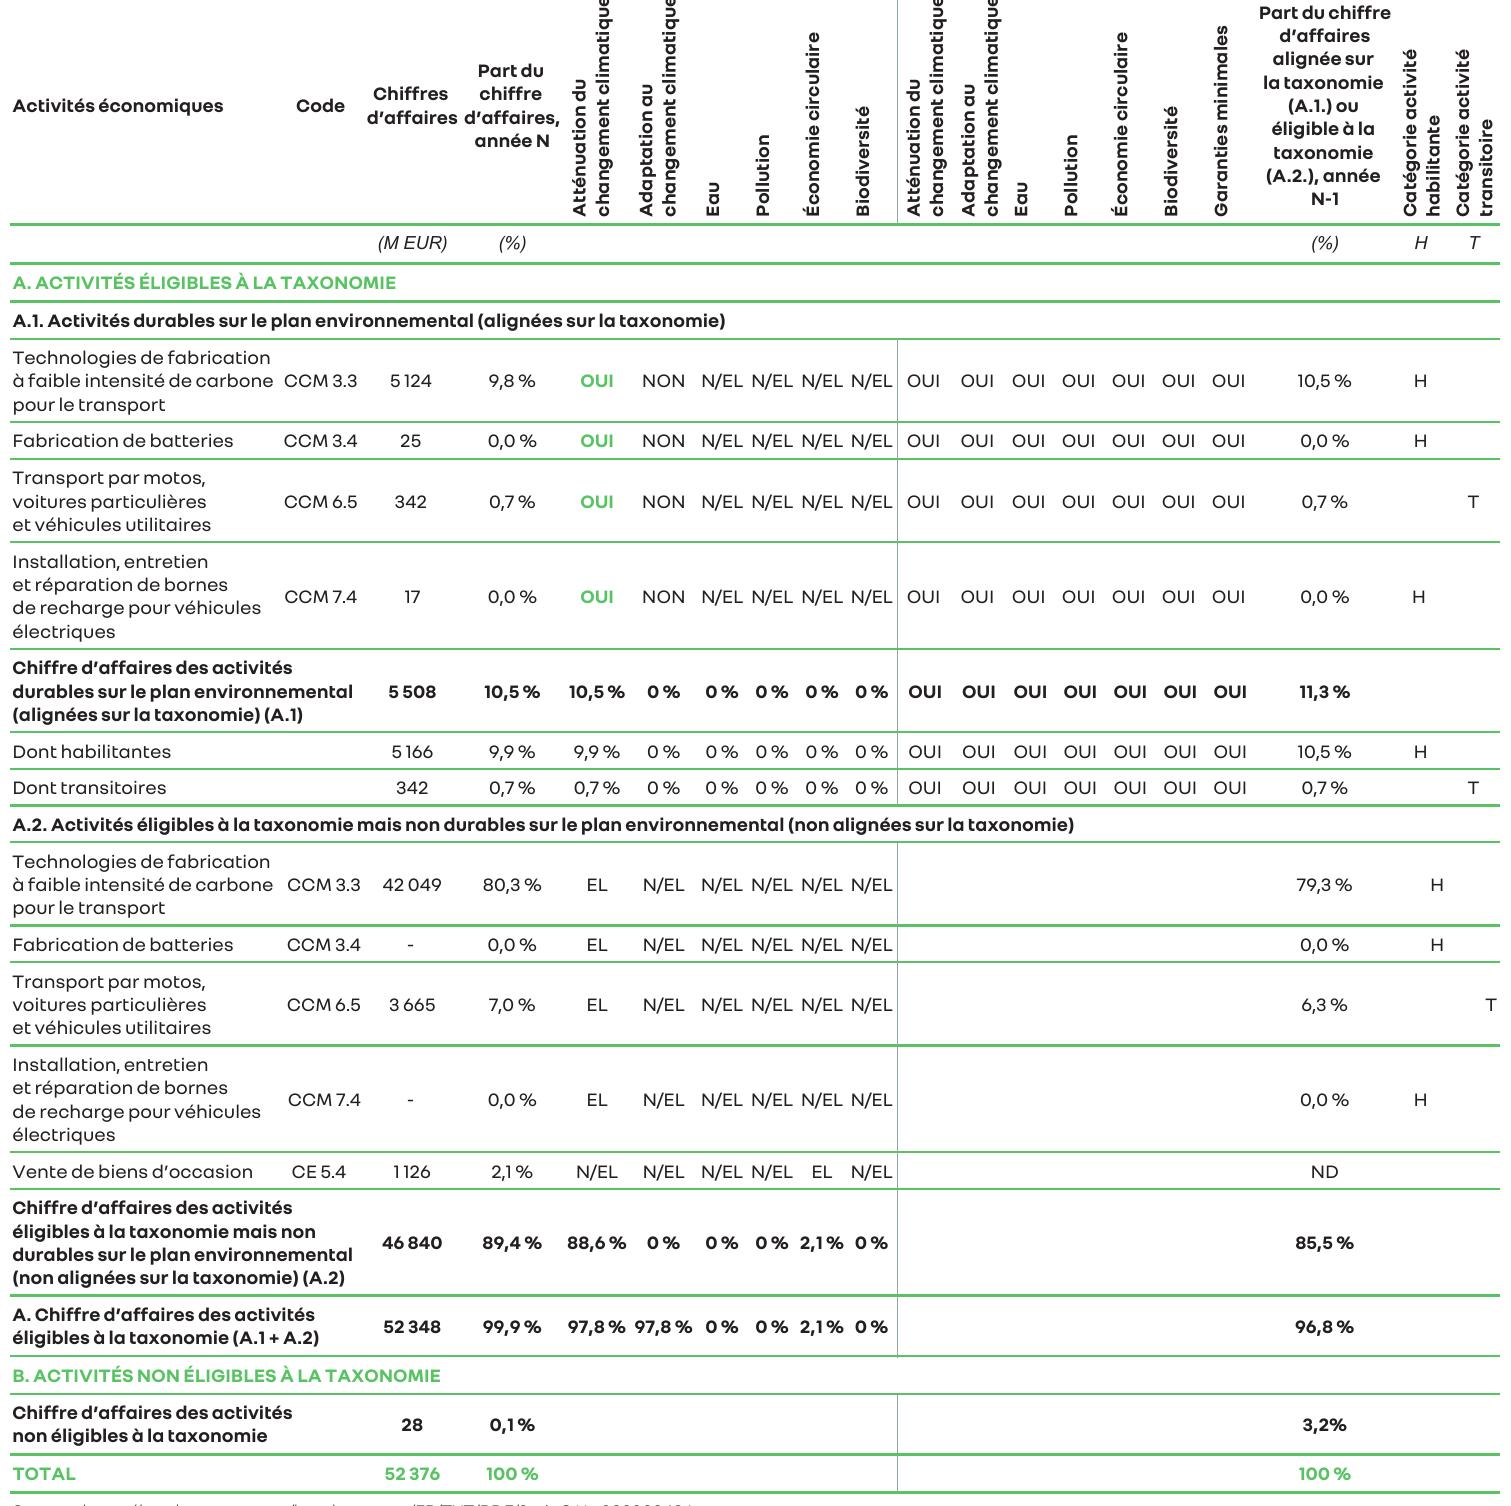 Activités économiques Code Chiffres d'affaires Part du chiffre d'affaires, année N Atténuation du changement climatique Adaptation au changement climatique Eau Pollution Économie circulaire Biodiversité Atténuation du changement climatique Adaptation au changement climatique Eau Pollution Économie circulaire Biodiversité Garanties minimales Part du chiffre d'affaires alignée sur la taxonomie (A.1.) ou éligible à la taxonomie (A.2.), année N-1 Catégorie activité habilitante Catégorie activité transitoire
(M EUR) (%) (%) H T
A. ACTIVITÉS ÉLIGIBLES À LA TAXONOMIE
A.1. Activités durables sur le plan environnemental (alignées sur la taxonomie)
Technologies de fabrication
à faible intensité de carbone CCM 3.3 5 124 9,8 % OUI NON N/EL N/EL N/EL N/EL OUI OUI OUI OUI OUI OUI OUI 10,5 % H
pour le transport
Fabrication de batteries CCM 3.4 25 0,0 % OUI NON N/EL N/EL N/EL N/EL OUI OUI OUI OUI OUI OUI OUI 0,0 % H
Transport par motos,
voitures particulières CCM 6.5 342 0,7 % OUI NON N/EL N/EL N/EL N/EL OUI OUI OUI OUI OUI OUI OUI 0,7 % T
et véhicules utilitaires
Installation, entretien
et réparation de bornes
de recharge pour véhicules CCM 7.4 17 0,0 % OUI NON N/EL N/EL N/EL N/EL OUI OUI OUI OUI OUI OUI OUI 0,0 % H
électriques
Chiffre d'affaires des activités
durables sur le plan environnemental 5 508 10,5 % 10,5 % 0 % 0 % 0 % 0 % 0 % OUI OUI OUI OUI OUI OUI OUI 11,3 %
(alignées sur la taxonomie) (A.1)
Dont habilitantes 5 166 9,9 % 9,9 % 0 % 0 % 0 % 0 % 0 % OUI OUI OUI OUI OUI OUI OUI 10,5 % H
Dont transitoires 342 0,7 % 0,7 % 0 % 0 % 0 % 0 % 0 % OUI OUI OUI OUI OUI OUI OUI 0,7 % T
A.2. Activités éligibles à la taxonomie mais non durables sur le plan environnemental (non alignées sur la taxonomie)
Technologies de fabrication
à faible intensité de carbone CCM 3.3 42 049 80,3 % EL N/EL N/EL N/EL N/EL N/EL 79,3 % H
pour le transport
Fabrication de batteries CCM 3.4 - 0,0 % EL N/EL N/EL N/EL N/EL N/EL 0,0 % H
Transport par motos,
voitures particulières CCM 6.5 3 665 7,0 % EL N/EL N/EL N/EL N/EL N/EL 6,3 % T
et véhicules utilitaires
Installation, entretien
et réparation de bornes
de recharge pour véhicules CCM 7.4 - 0,0 % EL N/EL N/EL N/EL N/EL N/EL 0,0 % H
électriques
Vente de biens d'occasion CE 5.4 1 126 2,1 % N/EL N/EL N/EL N/EL EL N/EL ND
Chiffre d'affaires des activités
éligibles à la taxonomie mais non
durables sur le plan environnemental 46 840 89,4 % 88,6 % 0 % 0 % 0 % 2,1 % 0 % 85,5 %
(non alignées sur la taxonomie) (A.2)
A. Chiffre d'affaires des activités
éligibles à la taxonomie (A.1 + A.2) 52 348 99,9 % 97,8 % 97,8 % 0 % 0 % 2,1 % 0 % 96,8 %
B. ACTIVITÉS NON ÉLIGIBLES À LA TAXONOMIE
Chiffre d'affaires des activités
non éligibles à la taxonomie 28 0,1 % 3,2%
TOTAL 52 376 100 % 100 %